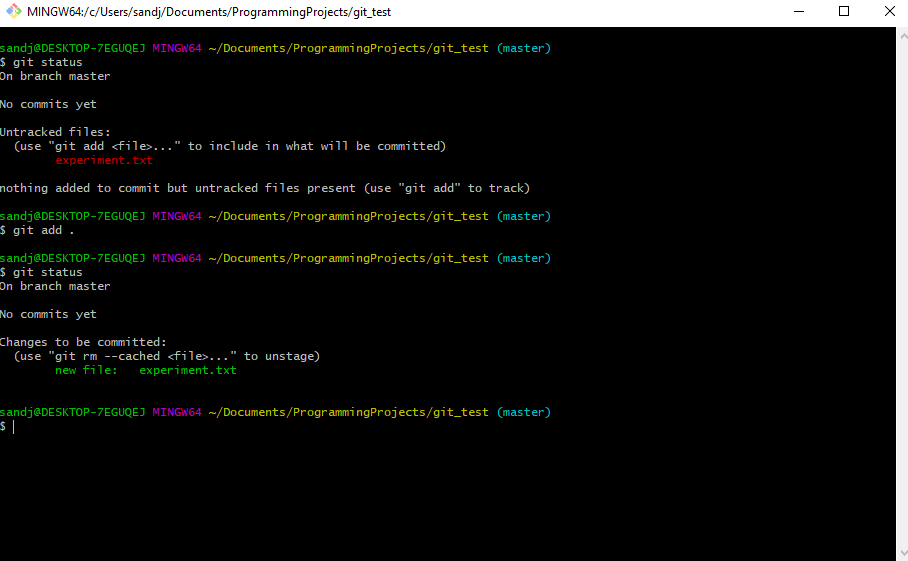 MINGW64:/c/Users/sandj/Documents/ProgrammingProjects/git_test
sandj@DESKTOP-7EGUQEJ MINGW64 ~/Documents/ProgrammingProjects/git_test (master)
$ git status
On branch master
No commits yet
Untracked files:
  (use "git add <file>..." to include in what will be committed)
        experiment.txt
nothing added to commit but untracked files present (use "git add" to track)
sandj@DESKTOP-7EGUQEJ MINGW64 ~/Documents/ProgrammingProjects/git_test (master)
$ git add .
sandj@DESKTOP-7EGUQEJ MINGW64 ~/Documents/ProgrammingProjects/git_test (master)
$ git status
On branch master
No commits yet
Changes to be committed:
  (use "git rm --cached <file>..." to unstage)
        new file:   experiment.txt
sandj@DESKTOP-7EGUQEJ MINGW64 ~/Documents/ProgrammingProjects/git_test (master)
$